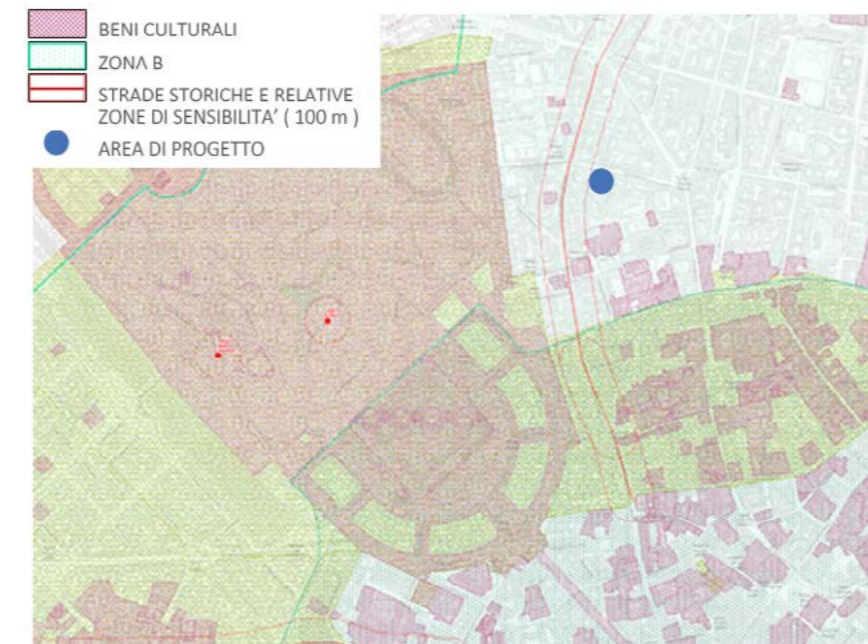 BENI CULTURALI
ZONA B
STRADE STORICHE E RELATIVE
ZONE DI SENSIBILITA’ ( 100 m )
AREA DI PROGETTO